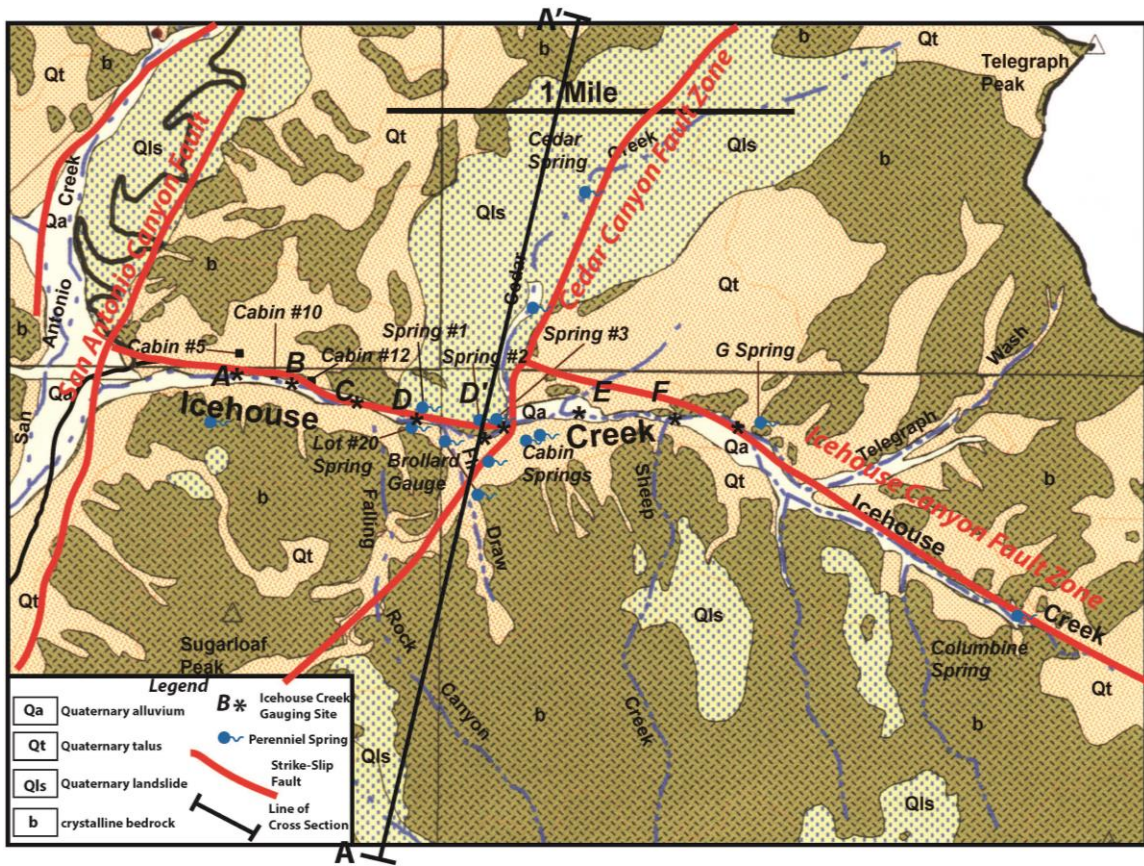 A'
Qt
b
b
Qt
Telegraph
Peak
1 Mile
Qt
Qls
Cedar
Spring
Creek
Qls
b
Cedar Canyon Fault Zone
San Antonio Canyon Fault
Creek
Qa
Qls
Antonio
b
b
Cedar
Qt
Cabin #10
Spring #1
Spring #3
Cabin #5
Cabin #12
Spring #2
G Spring
Wash
A
B
C
D
D'
E
F
Qa
Qa
Icehouse
Creek
Qa
San
Lot #20
Spring
Brollard
Gauge
Fir
Cabin
Springs
Telegraph
b
Icehouse Canyon Fault Zone
Falling
Sheep
Qt
Icehouse
b
Qt
Draw
Qt
Rock
Qls
Creek
Sugarloaf
Peak
Columbine
Spring
Qt
Canyon
b
Creek
b
Qls
Qls
A
Legend
Qa Quaternary alluvium
Qt Quaternary talus
Qls Quaternary landslide
b crystalline bedrock
B * Icehouse Creek
Gauging Site
Perenniel Spring
Strike-Slip
Fault
Line of
Cross Section